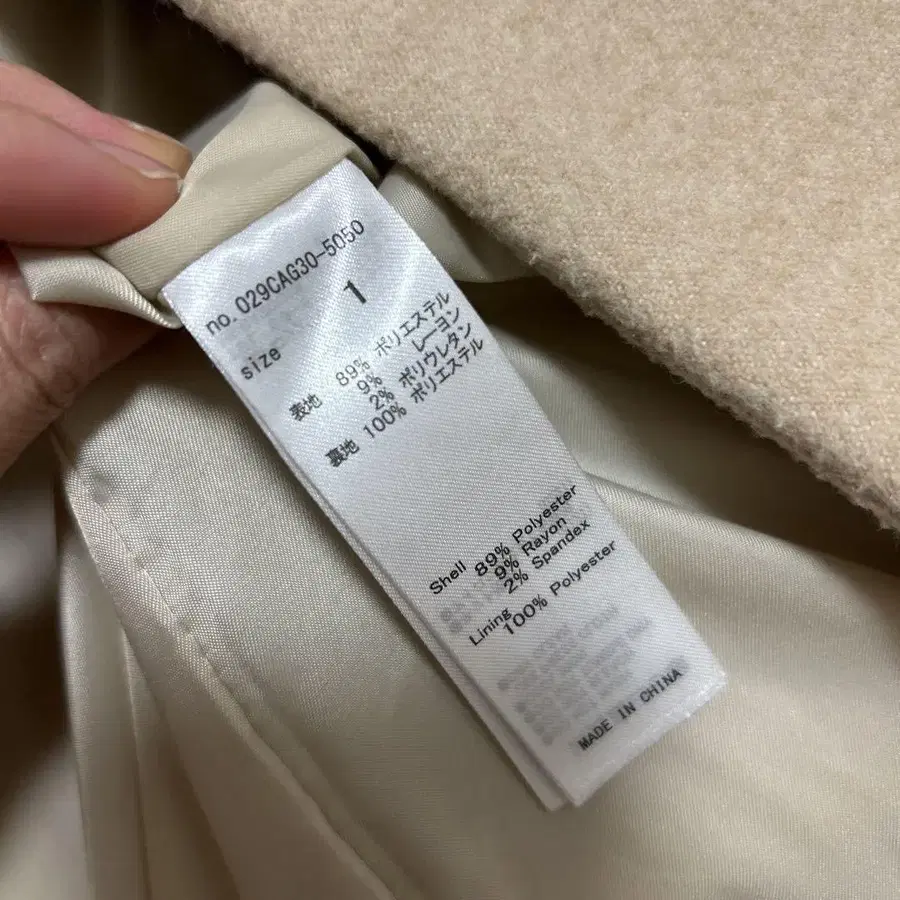 no. 029CAG30-5050
size 1
表地 89% ポリエステル
9% レーヨン
2% ポリウレタン
裏地 100% ポリエステル
Shell 89% Polyester
9% Rayon
2% Spandex
Lining
100% Polyester
MADE IN CHINA